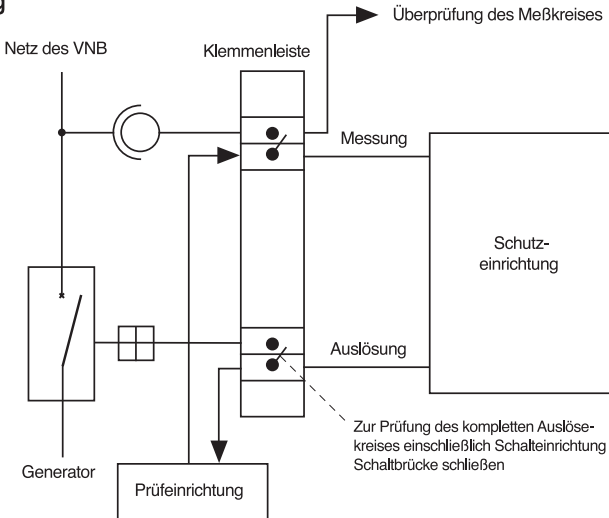 g
Überprüfung des Meßkreises
Netz des VNB
Klemmenleiste
Messung
Schutz-
einrichtung
Auslösung
Zur Prüfung des kompletten Auslöse-
kreises einschließlich Schalteinrichtung
Schaltbrücke schließen
Generator
Prüfeinrichtung